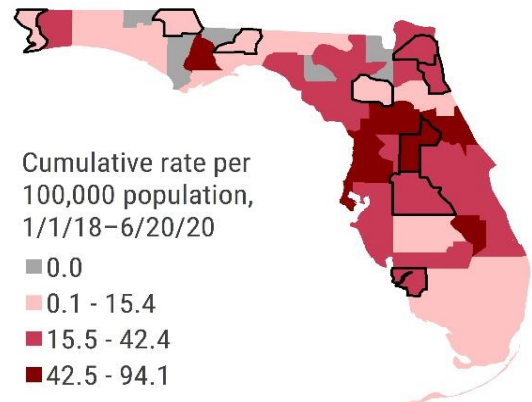 Cumulative rate per
100,000 population,
1/1/18–6/20/20
0.0
0.1 - 15.4
15.5 - 42.4
42.5 - 94.1